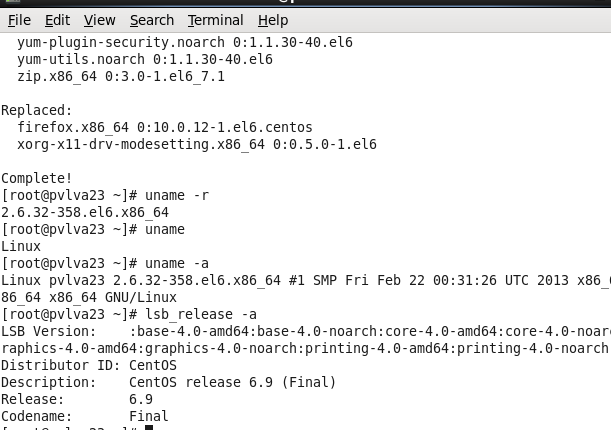 File Edit View Search Terminal Help
yum-plugin-security.noarch 0:1.1.30-40.el6
yum-utils.noarch 0:1.1.30-40.el6
zip.x86_64 0:3.0-1.el6_7.1
Replaced:
firefox.x86_64 0:10.0.12-1.el6.centos
xorg-x11-drv-modesetting.x86_64 0:0.5.0-1.el6
Complete!
[root@pvlva23 ~]# uname -r
2.6.32-358.el6.x86_64
[root@pvlva23 ~]# uname
Linux
[root@pvlva23 ~]# uname -a
Linux pvlva23 2.6.32-358.el6.x86_64 #1 SMP Fri Feb 22 00:31:26 UTC 2013 x86_
86_64 x86_64 GNU/Linux
[root@pvlva23 ~]# lsb_release -a
LSB Version: :base-4.0-amd64:base-4.0-noarch:core-4.0-amd64:core-4.0-noar
raphics-4.0-amd64:graphics-4.0-noarch:printing-4.0-amd64:printing-4.0-noarch
Distributor ID: CentOS
Description: CentOS release 6.9 (Final)
Release: 6.9
Codename: Final
[root@pvlva23 ~]#